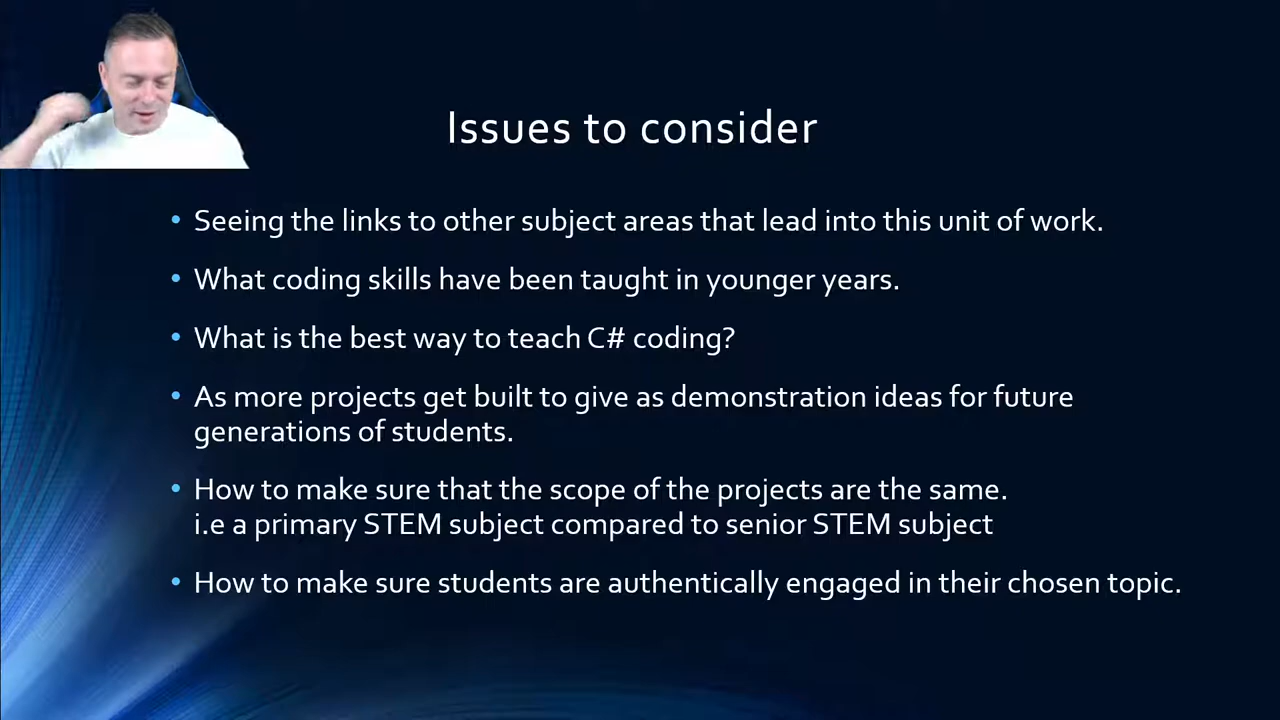 Issues to consider
• Seeing the links to other subject areas that lead into this unit of work.
• What coding skills have been taught in younger years.
• What is the best way to teach C# coding?
• As more projects get built to give as demonstration ideas for future
generations of students.
• How to make sure that the scope of the projects are the same.
i.e a primary STEM subject compared to senior STEM subject
• How to make sure students are authentically engaged in their chosen topic.